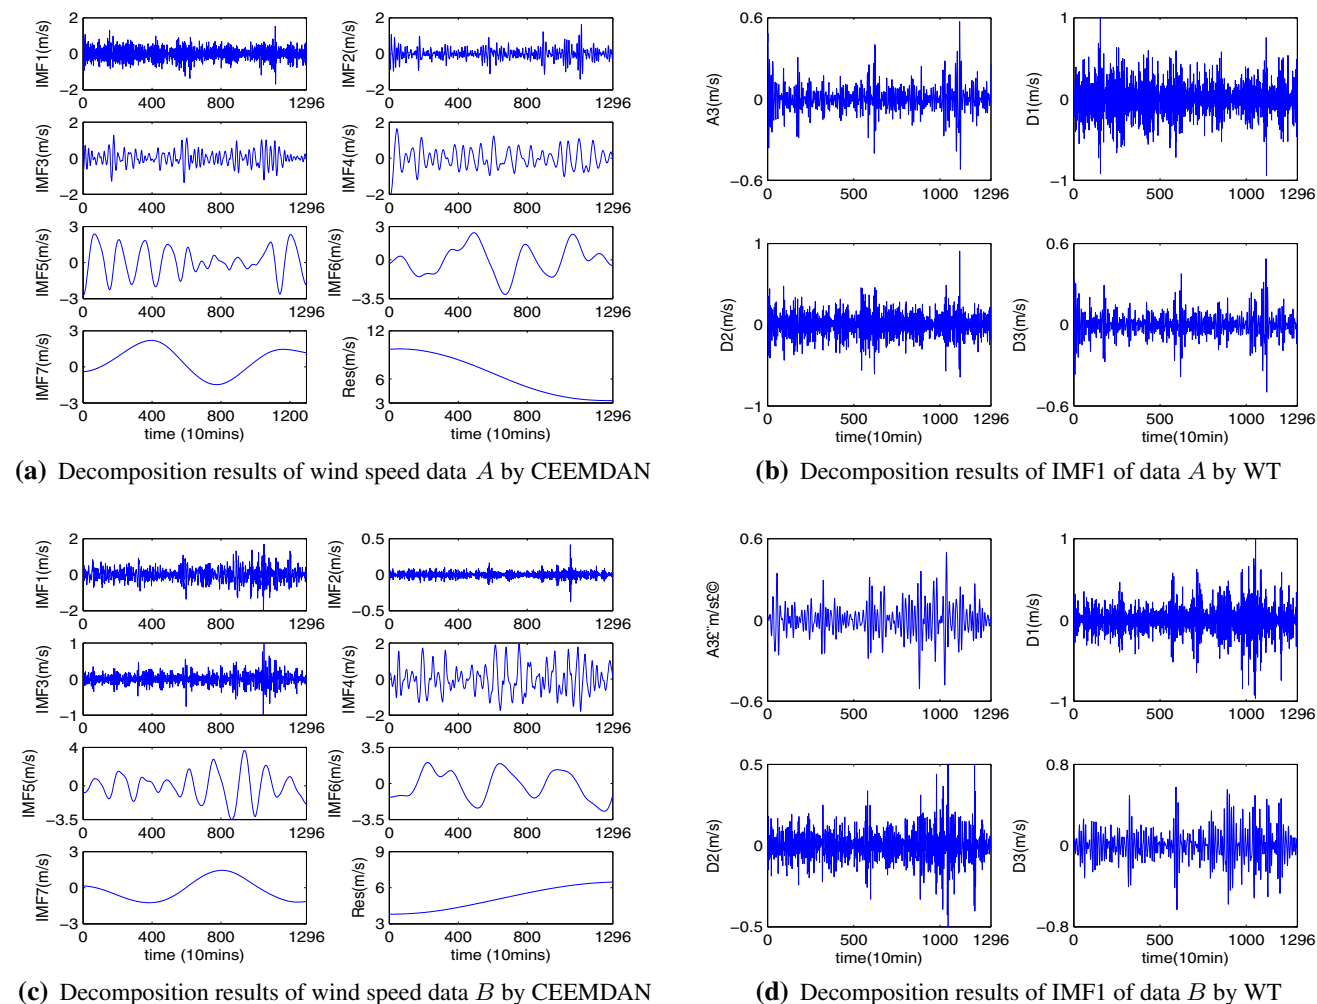 2
0
−2
IMF1(m/s)
0 400 800 1296
2
0
−2
IMF2(m/s)
0 400 800 1296
2
0
−2
IMF3(m/s)
0 400 800 1296
2
0
−2
IMF4(m/s)
0 400 800 1296
3
0
−3
IMF5(m/s)
0 400 800 1296
3
0
−3.5
IMF6(m/s)
0 400 800 1296
3
0
−3
IMF7(m/s)
0 400 800 1200
time (10mins)
12
6
3
Res(m/s)
0 400 800 1296
time (10mins)
(a) Decomposition results of wind speed data A by CEEMDAN
0.6
0
−0.6
A3(m/s)
500 1000 1296
1
0
−1
D1(m/s)
0 500 1000 1296
1
0
−1
D2(m/s)
0 500 1000 1296
time(10min)
0.6
0
−0.6
D3(m/s)
0 500 1000 1296
time(10min)
(b) Decomposition results of IMF1 of data A by WT
2
0
−2
IMF1(m/s)
0 400 800 1296
0.5
0
−0.5
IMF2(m/s)
0 400 800 1296
1
0
−1
IMF3(m/s)
0 400 800 1296
2
0
−2
IMF4(m/s)
0 400 800 1296
4
0
−3.5
IMF5(m/s)
0 400 800 1296
3.5
0
−3.5
IMF6(m/s)
0 400 800 1296
3
0
−3
IMF7(m/s)
0 400 800 1296
time (10mins)
9
6
3
Res(m/s)
0 400 800 1296
time (10mins)
(c) Decomposition results of wind speed data B by CEEMDAN
0.6
0
−0.6
A3£¨m/s£©
0 500 1000 1296
1
0
−1
D1(m/s)
0 500 1000 1296
0.5
0
−0.5
D2(m/s)
0 500 1000 1296
time(10min)
0.8
0
−0.8
D3(m/s)
0 500 1000 1296
time(10min)
(d) Decomposition results of IMF1 of data B by WT